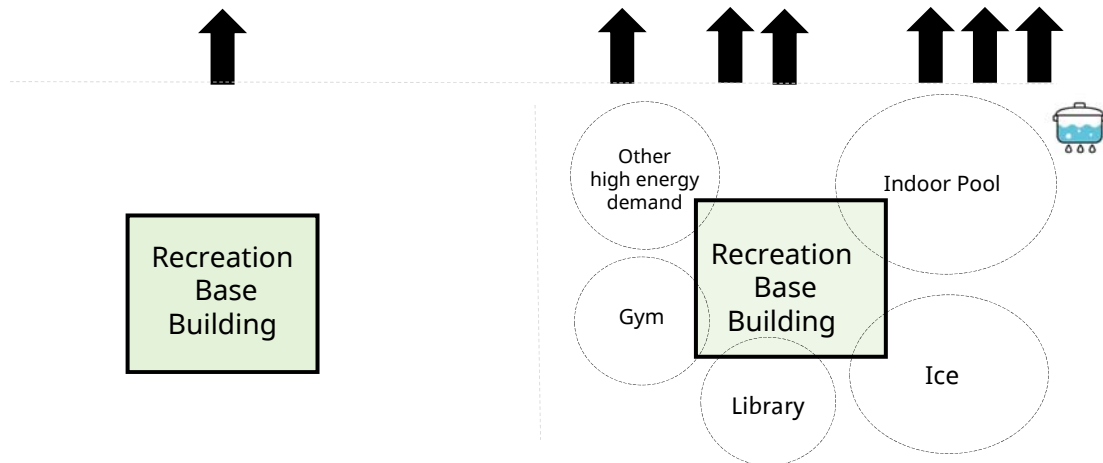 Recreation
Base
Building
Other
high energy
demand
Indoor Pool
Recreation
Base
Building
Gym
Ice
Library